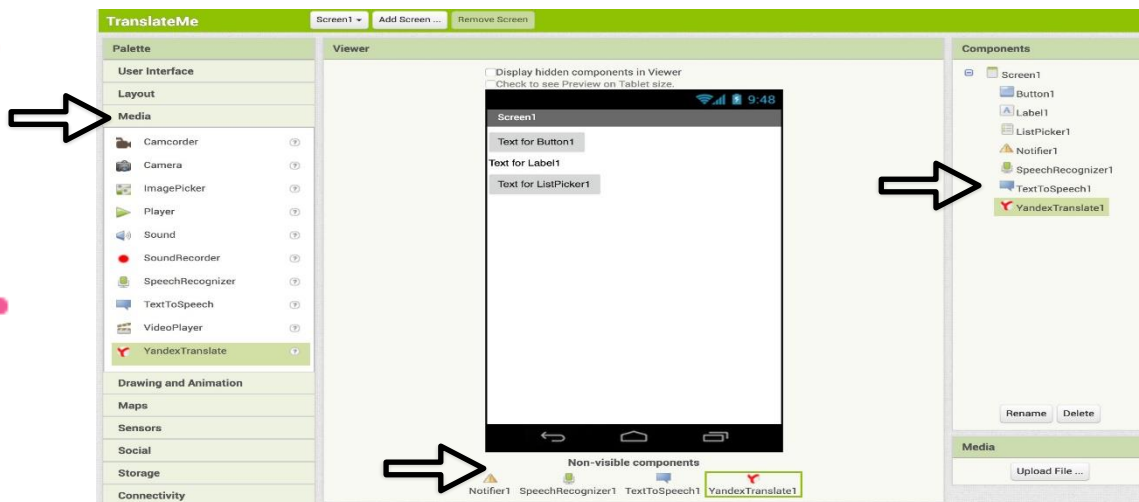 TranslateMe
Screen1
Add Screen ...
Remove Screen
Palette
User Interface
Layout
Media
Camcorder
Camera
ImagePicker
Player
Sound
SoundRecorder
SpeechRecognizer
TextToSpeech
VideoPlayer
YandexTranslate
Drawing and Animation
Maps
Sensors
Social
Storage
Connectivity
Viewer
Display hidden components in Viewer
Check to see Preview on Tablet size.
9:48
Screen1
Text for Button1
Text for Label1
Text for ListPicker1
Non-visible components
Notifier1 SpeechRecognizer1 TextToSpeech1 YandexTranslate1
Components
Screen1
Button1
Label1
ListPicker1
Notifier1
SpeechRecognizer1
TextToSpeech1
YandexTranslate1
Rename Delete
Media
Upload File ...